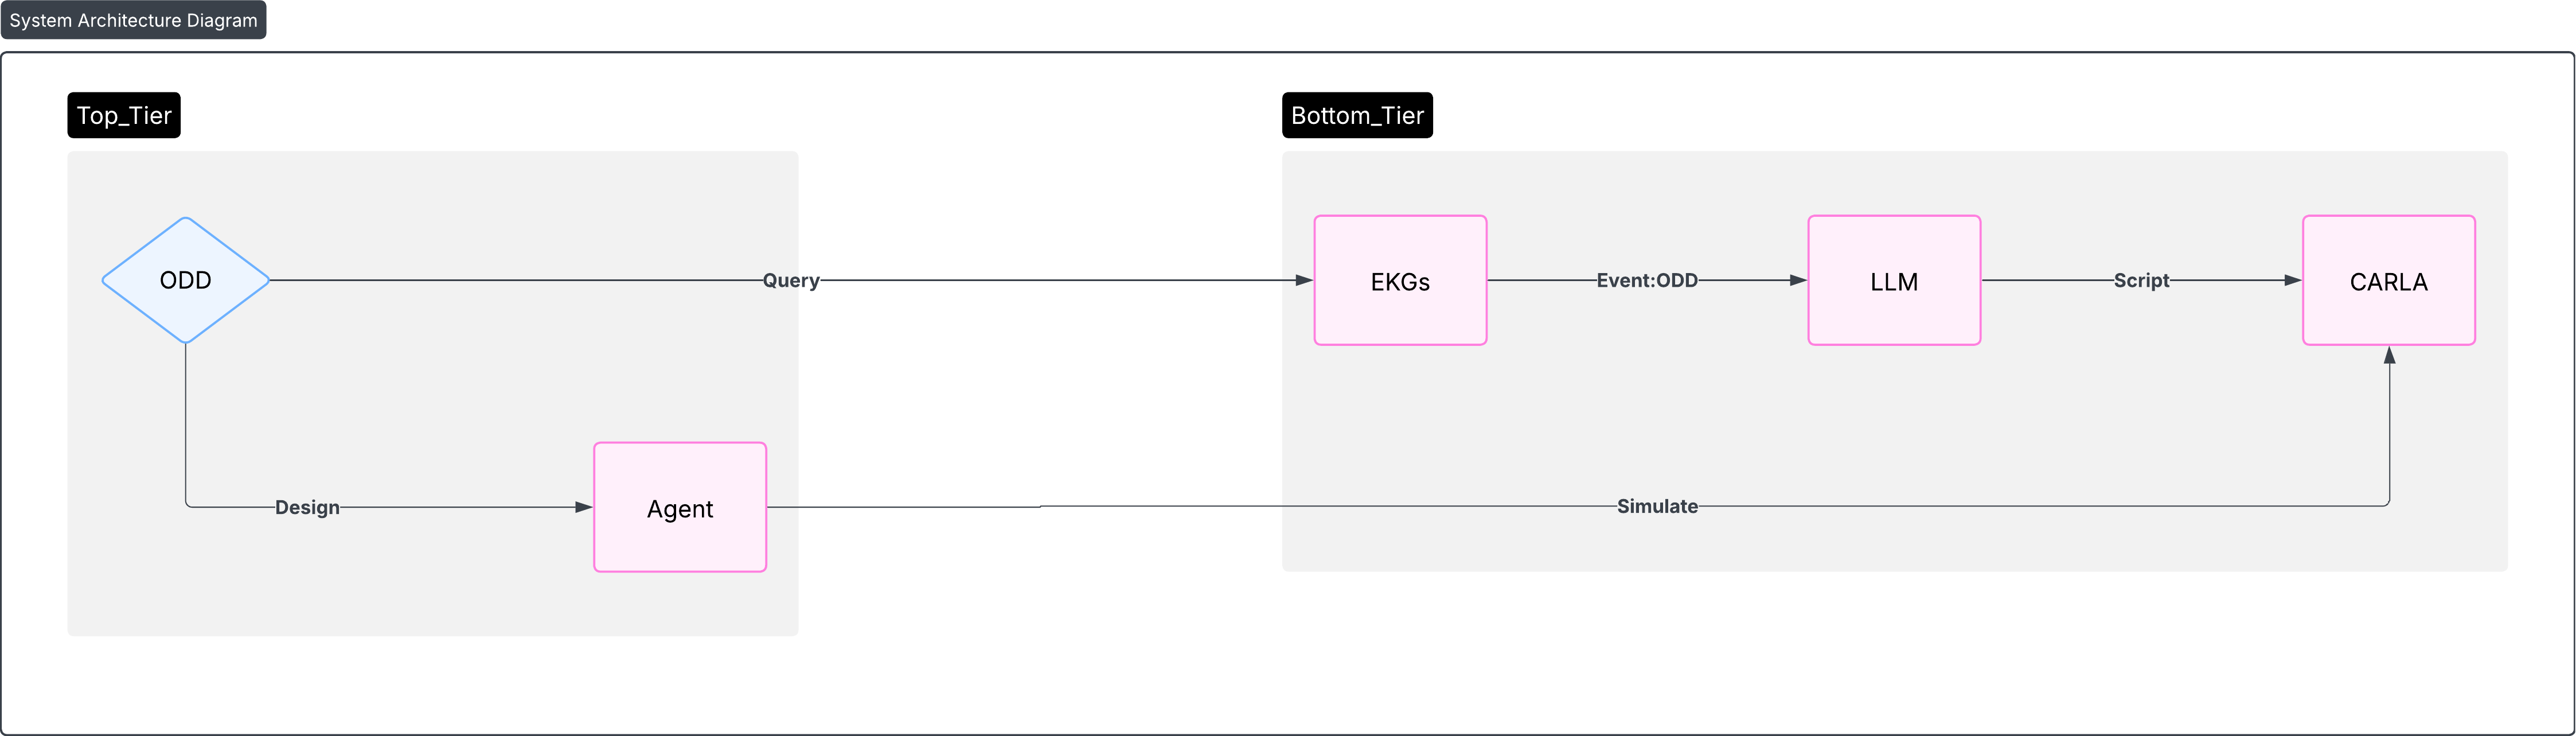 System Architecture Diagram
Top_Tier
Bottom_Tier
ODD
Query
EKGs
Event:ODD
LLM
Script
CARLA
Design
Agent
Simulate